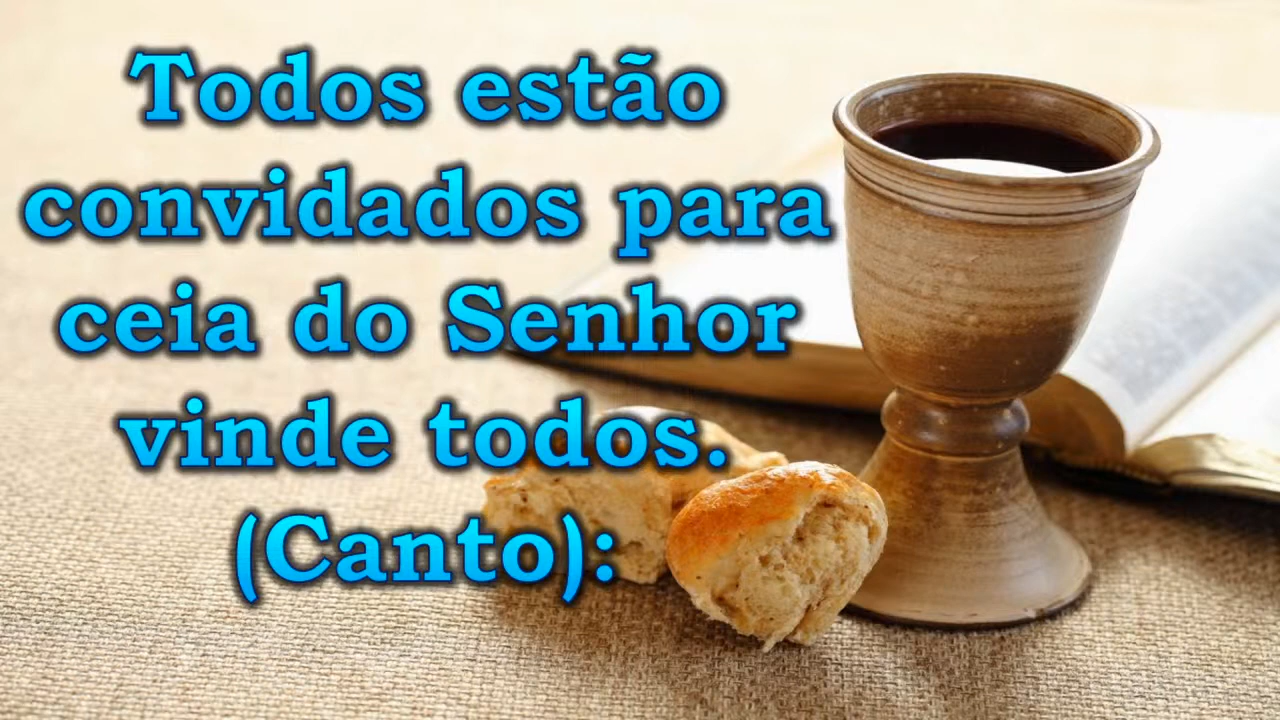 Todos estão
convidados para
ceia do Senhor
vinde todos.
(Canto):